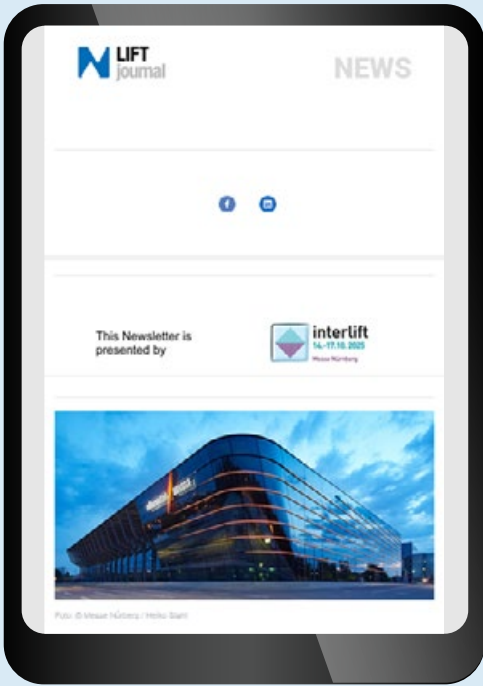 LIFT
journal
NEWS
This Newsletter is
presented by
interlift
14.-17.10.2025
Messe Nürnberg
Foto: © Messe Nürberg / Heiko Stahl